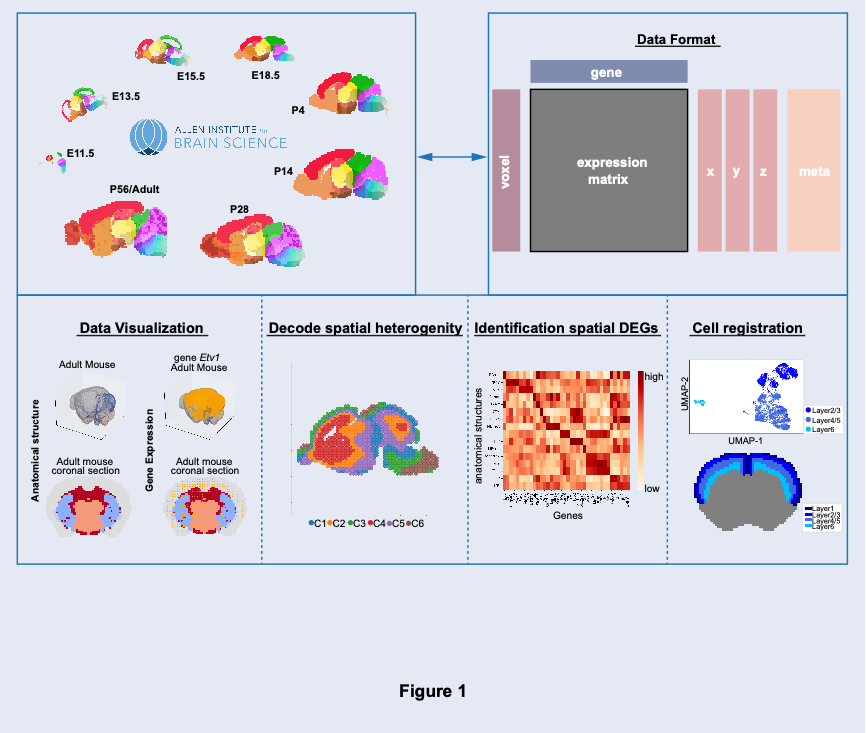 E15.5
E18.5
E13.5
P4
ALLEN INSTITUTE for
BRAIN SCIENCE
E11.5
P14
P56/Adult
P28
Data Format
gene
voxel
expression
matrix
x
y
z
meta
Data Visualization
Adult Mouse
gene Etv1
Adult Mouse
Anatomical structure
Gene Expression
Adult mouse
coronal section
Adult mouse
coronal section
Decode spatial heterogenity
C1 C2 C3 C4 C5 C6
Identification spatial DEGs
anatomical structures
high
low
Genes
Cell registration
UMAP-2
Layer2/3
Layer4/5
Layer6
UMAP-1
Layer1
Layer2/3
Layer4/5
Layer6
Figure 1